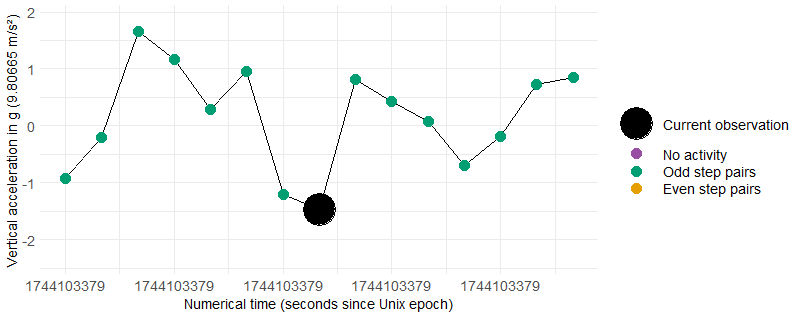 Vertical acceleration in g (9.80665 m/s²)
2
1
0
-1
-2
1744103379 1744103379 1744103379 1744103379 1744103379
Numerical time (seconds since Unix epoch)
Current observation
No activity
Odd step pairs
Even step pairs